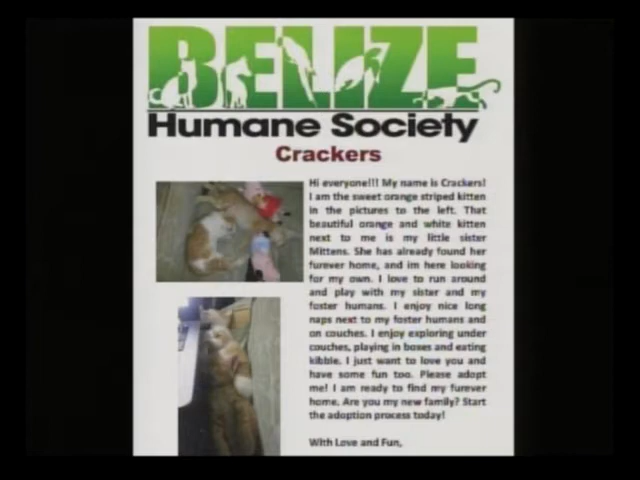 BELIZE
Humane Society
Crackers
Hi everyone!!! My name is Crackers!
I am the sweet orange striped kitten
in the pictures to the left. That
beautiful orange and white kitten
next to me is my little sister
Mittens. She has already found her
furever home, and im here looking
for my own. I love to run around
and play with my sister and my
foster humans. I enjoy nice long
naps next to my foster humans and
on couches. I enjoy exploring under
couches, playing in boxes and eating
kibble. I just want to love you and
have some fun too. Please adopt
me! I am ready to find my furever
home. Are you my new family? Start
the adoption process today!
With Love and Fun,